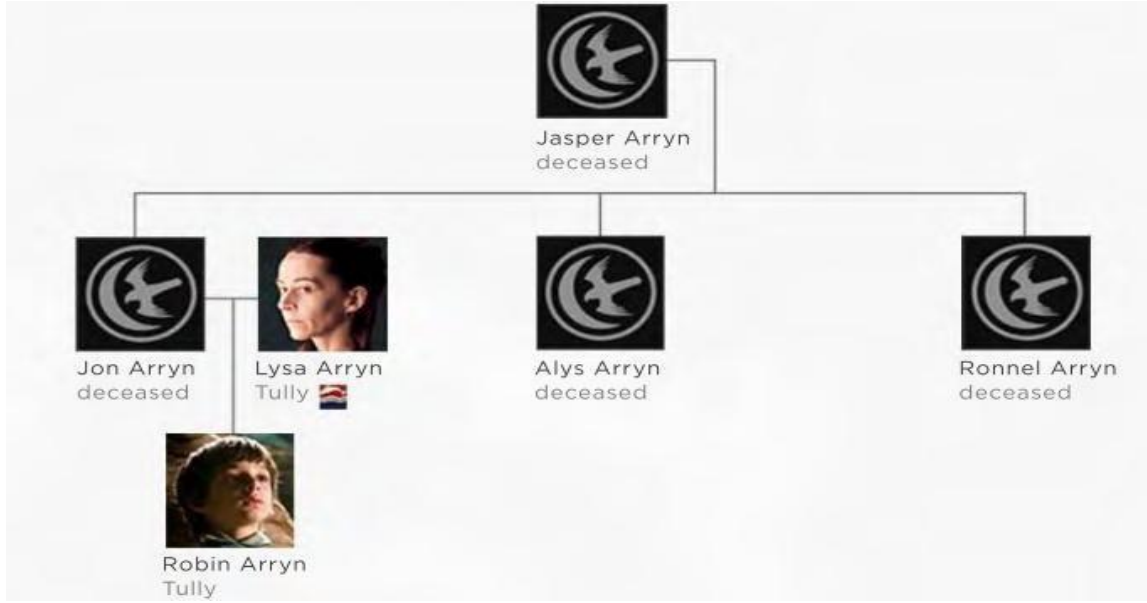 Jasper Arryn
deceased
Jon Arryn
deceased
Lysa Arryn
Tully
Alys Arryn
deceased
Ronnel Arryn
deceased
Robin Arryn
Tully